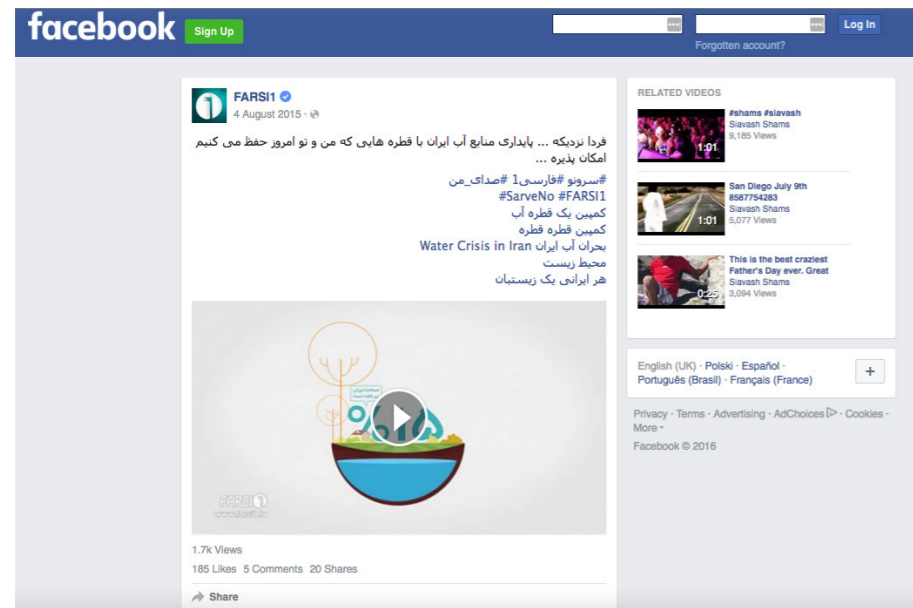 facebook
Sign Up
Log In
Forgotten account?
FARSI1
4 August 2015 ·
فردا نزدیکه ... پایداری منابع آب ایران با قطره هایی که من و تو امروز حفظ می کنیم
امکان پذیره ...
#سرونو #فارسی1 #صدای_من
#SarveNo #FARSI1
کمپین یک قطره آب
کمپین قطره قطره
بحران آب ایران Water Crisis in Iran
محیط زیست
هر ایرانی یک زیستبان
FARSI1
www.farsi1.tv
1.7k Views
185 Likes 5 Comments 20 Shares
Share
RELATED VIDEOS
#shams #siavash
Siavash Shams
9,185 Views
1:01
San Diego July 9th
8587754283
Siavash Shams
5,077 Views
1:01
This is the best craziest
Father's Day ever. Great
Siavash Shams
3,094 Views
0:25
English (UK) · Polski · Español ·
Português (Brasil) · Français (France)
+
Privacy · Terms · Advertising · AdChoices · Cookies ·
More
Facebook © 2016